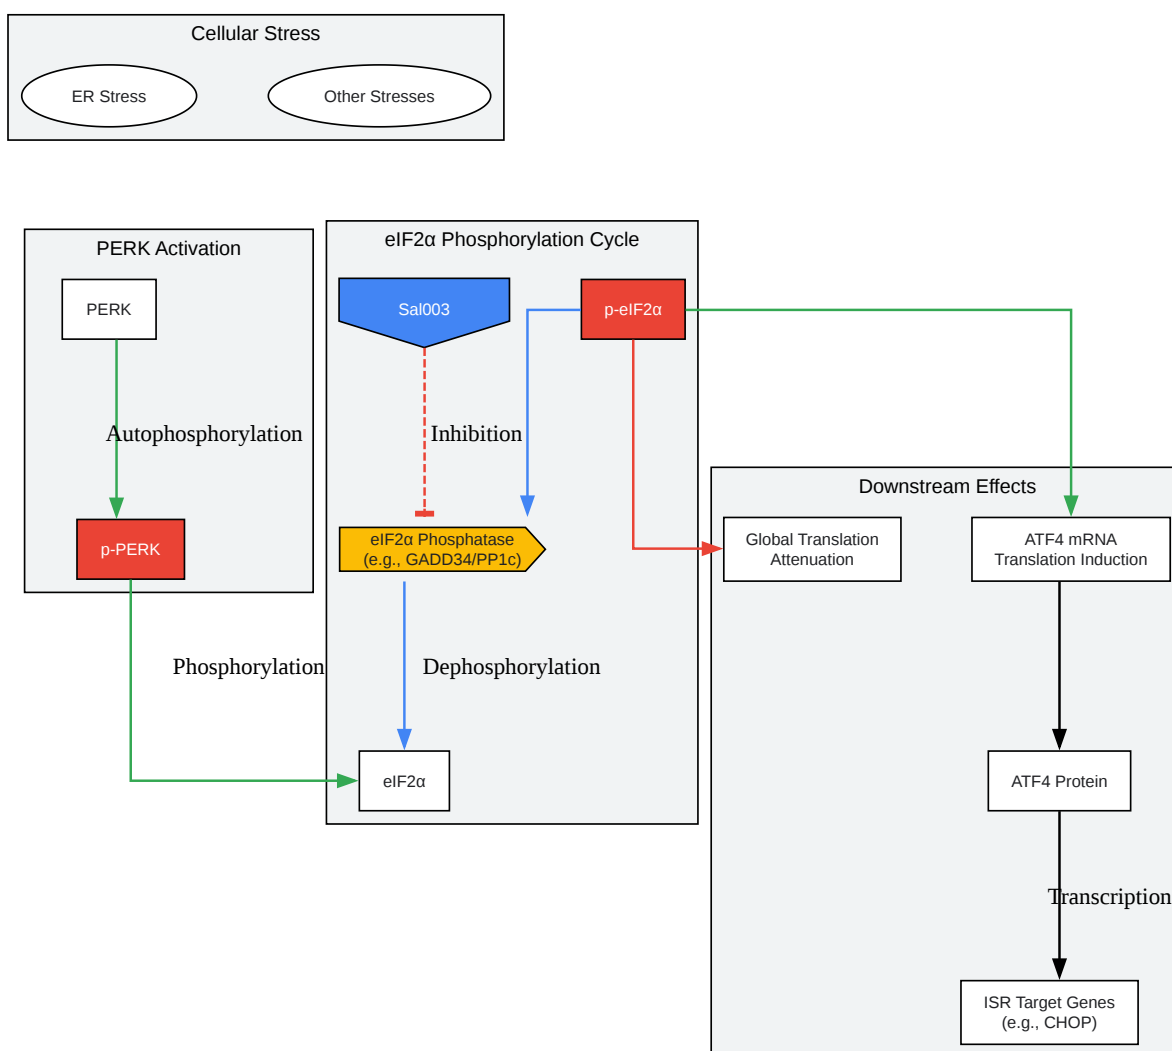 Cellular Stress
ER Stress
Other Stresses
PERK Activation
PERK
Autophosphorylation
p-PERK
Phosphorylation
eIF2α Phosphorylation Cycle
Sal003
p-eIF2α
Inhibition
eIF2α Phosphatase
(e.g., GADD34/PP1c)
Dephosphorylation
eIF2α
Downstream Effects
Global Translation
Attenuation
ATF4 mRNA
Translation Induction
ATF4 Protein
Transcription
ISR Target Genes
(e.g., CHOP)